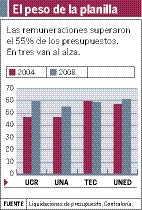 El peso de la planilla
Las remuneraciones superaron
el 55% de los presupuestos.
En tres van al alza.
2004 2008
70
60
50
40
30
20
10
0
UCR UNA TEC UNED
FUENTE Liquidaciones de presupuesto, Contraloría.